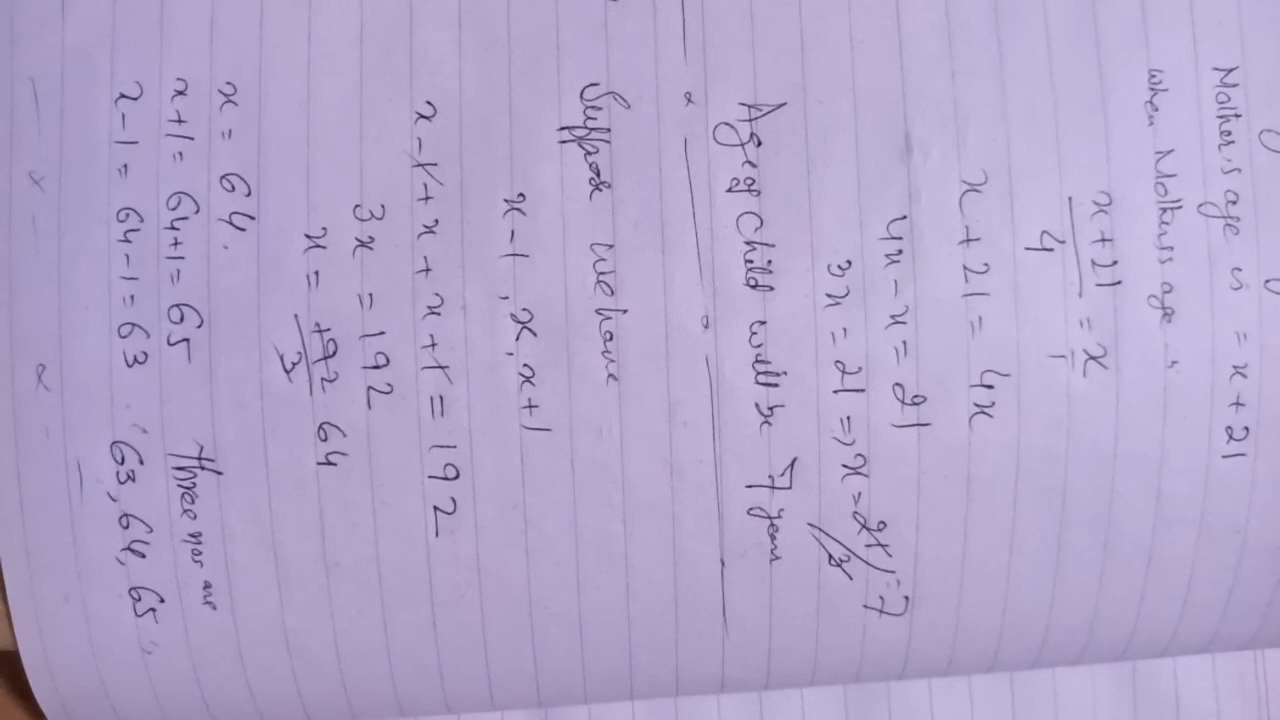 Mother's age is = x + 21
when Mother's age
x+21/4 = x/1
x + 21 = 4x
4x - x = 21
3x = 21 => x = 21/3 = 7
Age of Child will be 7 years
Suppose we have
x-1, x, x+1
x-1+x+x+1 = 192
3x = 192
x = 192/3 64
x = 64.
x+1 = 64+1 = 65 Three nos are
x-1 = 64-1 = 63 63, 64, 65